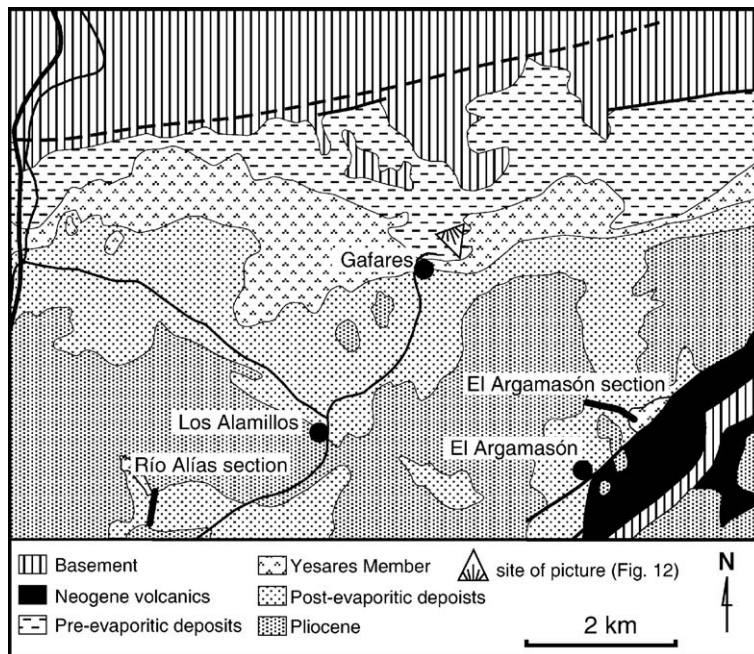 Gafares
El Argamasón section
Los Alamillos
El Argamasón
Río Alías section
Basement
Yesares Member
site of picture (Fig. 12)
N
Neogene volcanics
Post-evaporitic depoists
Pre-evaporitic deposits
Pliocene
2 km